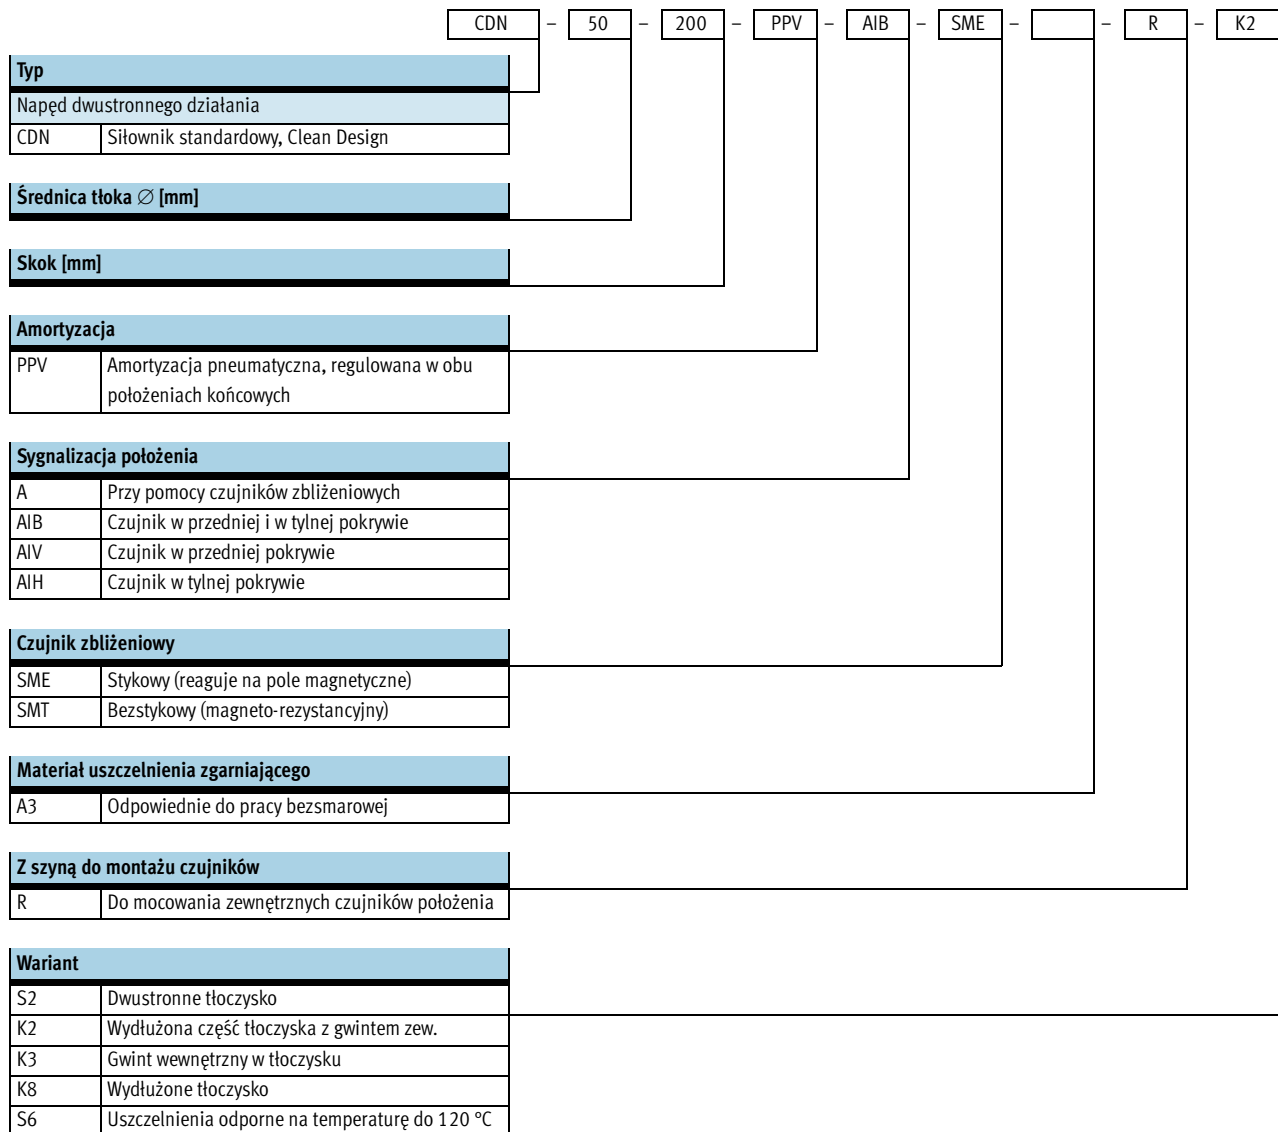 CDN – 50 – 200 – PPV – AIB – SME – – R – K2
Typ
Napęd dwustronnego działania
CDN Siłownik standardowy, Clean Design
Średnica tłoka ∅ [mm]
Skok [mm]
Amortyzacja
PPV Amortyzacja pneumatyczna, regulowana w obu
położeniach końcowych
Sygnalizacja położenia
A Przy pomocy czujników zbliżeniowych
AIB Czujnik w przedniej i w tylnej pokrywie
AIV Czujnik w przedniej pokrywie
AIH Czujnik w tylnej pokrywie
Czujnik zbliżeniowy
SME Stykowy (reaguje na pole magnetyczne)
SMT Bezstykowy (magneto-rezystancyjny)
Materiał uszczelnienia zgarniającego
A3 Odpowiednie do pracy bezsmarowej
Z szyną do montażu czujników
R Do mocowania zewnętrznych czujników położenia
Wariant
S2 Dwustronne tłoczysko
K2 Wydłużona część tłoczyska z gwintem zew.
K3 Gwint wewnętrzny w tłoczysku
K8 Wydłużone tłoczysko
S6 Uszczelnienia odporne na temperaturę do 120 °C